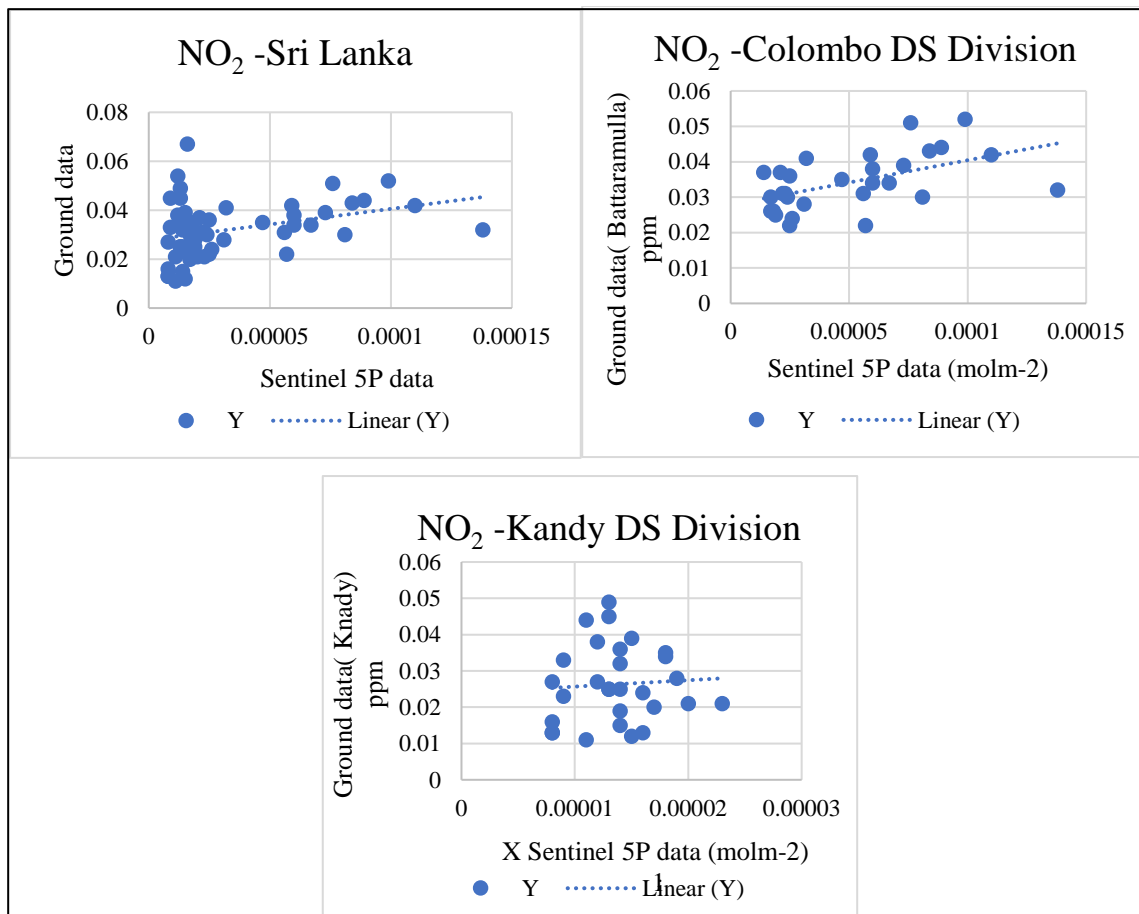 NO₂ -Sri Lanka
Ground data
0.08
0.06
0.04
0.02
0
0
0.00005
0.0001
0.00015
Sentinel 5P data
Y
Linear (Y)
NO₂ -Colombo DS Division
Ground data( Battaramulla)
ppm
0.06
0.05
0.04
0.03
0.02
0.01
0
0
0.00005
0.0001
0.00015
Sentinel 5P data (molm-2)
Y
Linear (Y)
NO₂ -Kandy DS Division
Ground data( Knady)
ppm
0.06
0.05
0.04
0.03
0.02
0.01
0
0
0.00001
0.00002
0.00003
X Sentinel 5P data (molm-2)
Y
Linear (Y)
1